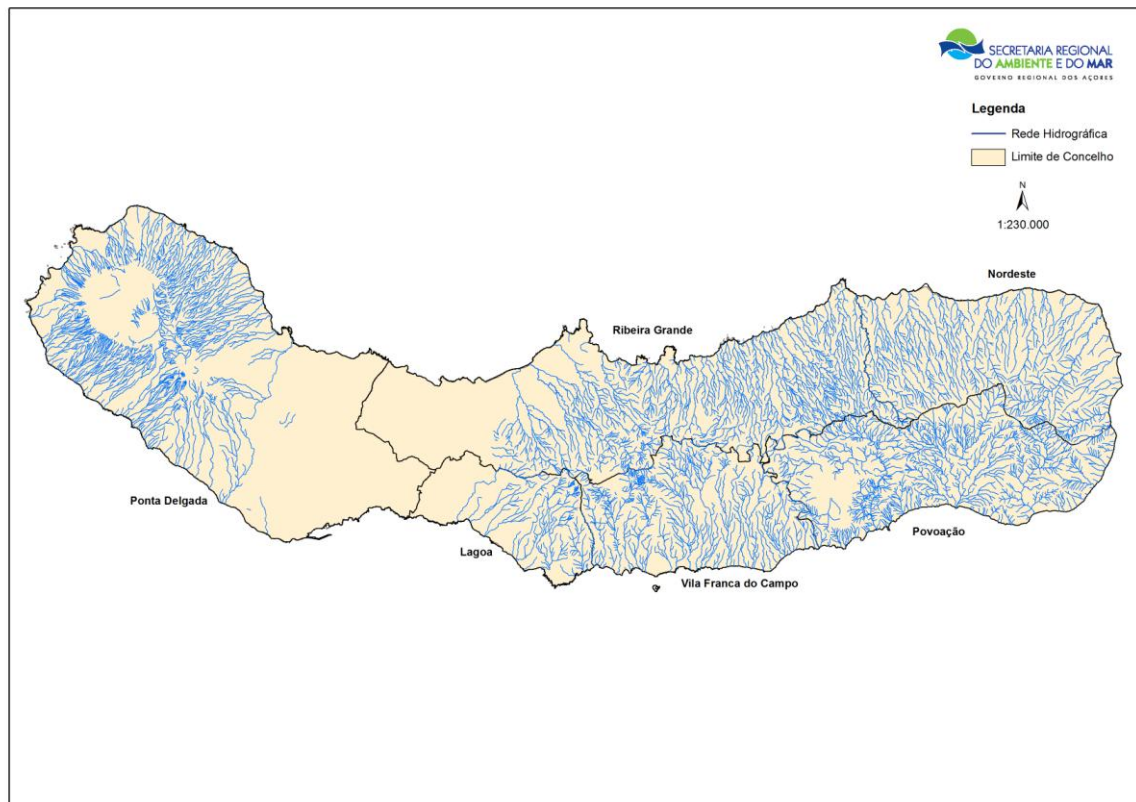 SECRETARIA REGIONAL
DO AMBIENTE E DO MAR
GOVERNO REGIONAL DOS AÇORES
Legenda
Rede Hidrográfica
Limite de Concelho
N
1:230.000
Nordeste
Ribeira Grande
Ponta Delgada
Lagoa
Povoação
Vila Franca do Campo